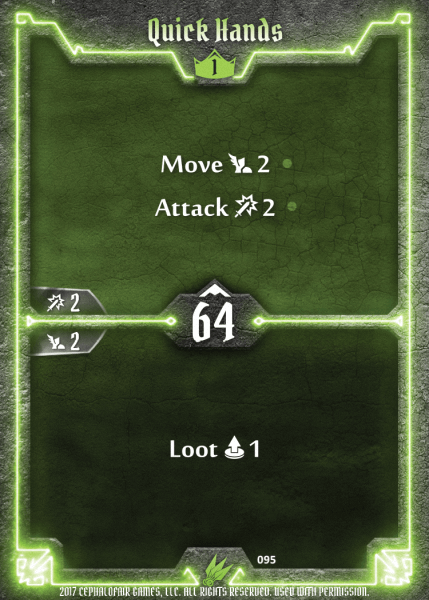 Quick Hands
1
Move 2
Attack 2
2
64
2
Loot 1
095
2017 CEPHALOFAIR GAMES, LLC. ALL RIGHTS RESERVED. USED WITH PERMISSION.